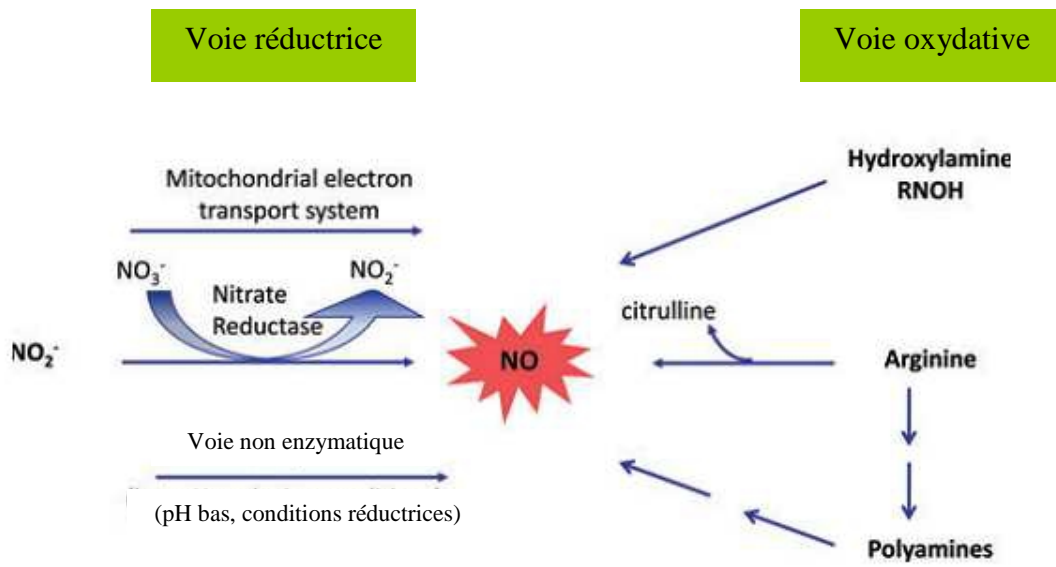 Voie réductrice
Voie oxydative
Mitochondrial electron
transport system
NO₃⁻
NO₂⁻
Nitrate
Reductase
NO₂⁻
Voie non enzymatique
(pH bas, conditions réductrices)
NO
Hydroxylamine
RNOH
citrulline
Arginine
Polyamines